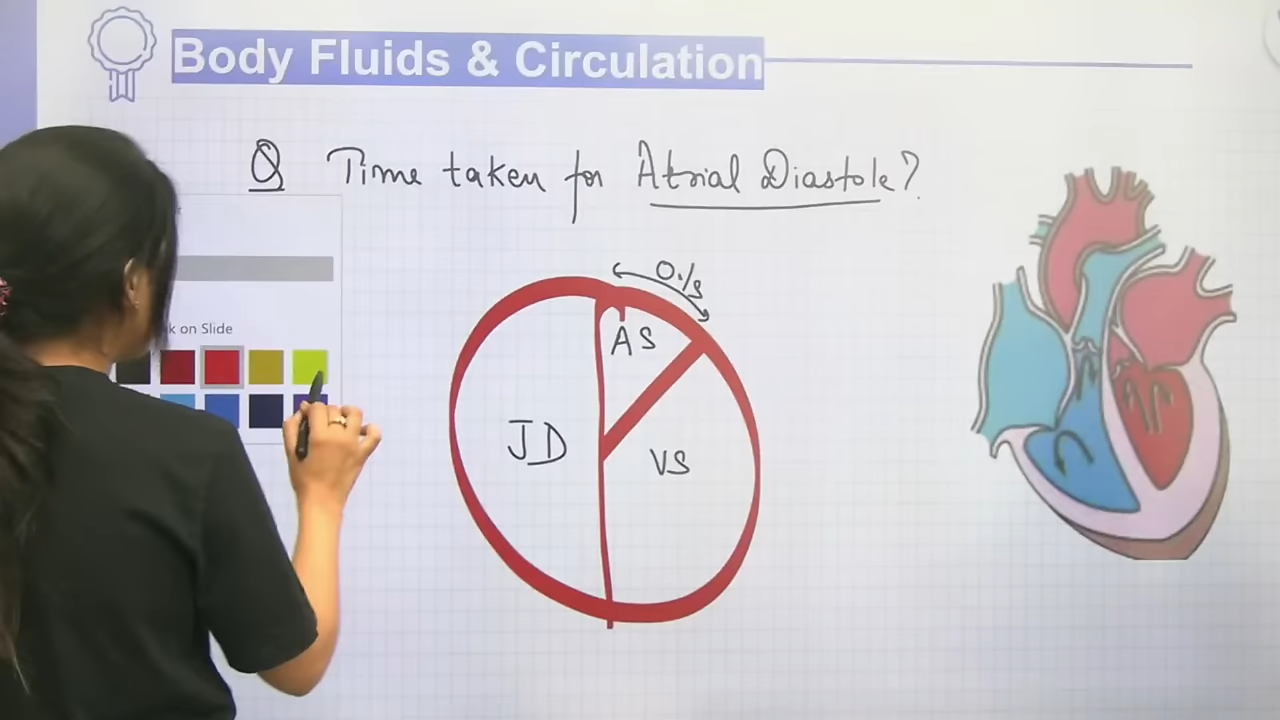 Body Fluids & Circulation
Q Time taken for Atrial Diastole?
0.1s
k on Slide
AS
JD
VS